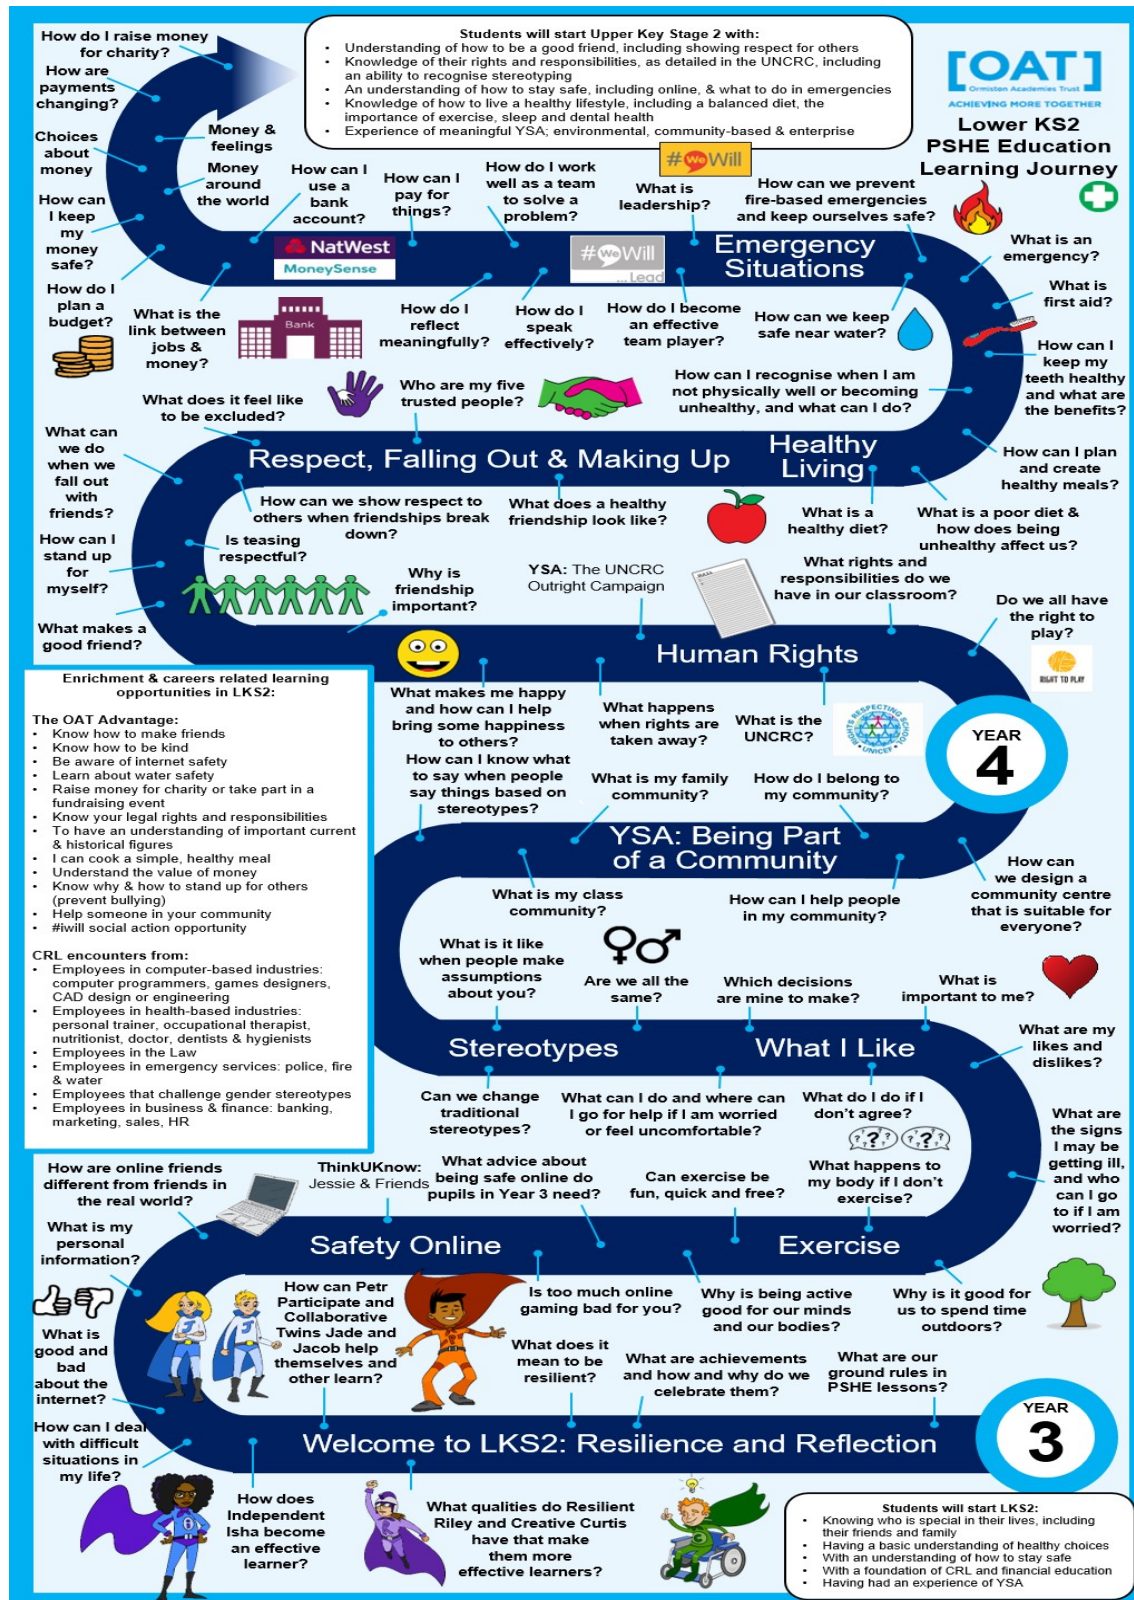 How do I raise money
for charity?
How are
payments
changing?
Choices
about
money
How can
I keep
my
money
safe?
How do I
plan a
budget?
Money &
feelings
Money
around
the world
Students will start Upper Key Stage 2 with:
• Understanding of how to be a good friend, including showing respect for others
• Knowledge of their rights and responsibilities, as detailed in the UNCRC, including
an ability to recognise stereotyping
• An understanding of how to stay safe, including online, & what to do in emergencies
• Knowledge of how to live a healthy lifestyle, including a balanced diet, the
importance of exercise, sleep and dental health
• Experience of meaningful YSA; environmental, community-based & enterprise
[OAT]
Ormiston Academies Trust
ACHIEVING MORE TOGETHER
Lower KS2
PSHE Education
Learning Journey
How can I
use a
bank
account?
How can I
pay for
things?
How do I work
well as a team
to solve a
problem?
#WeWill
What is
leadership?
How can we prevent
fire-based emergencies
and keep ourselves safe?
NatWest
MoneySense
#WeWill
...Lead
Emergency
Situations
What is an
emergency?
What is
first aid?
What is the
link between
jobs &
money?
Bank
How do I
reflect
meaningfully?
How do I
speak
effectively?
How do I become
an effective
team player?
How can we keep
safe near water?
How can I
keep my
teeth healthy
and what are
the benefits?
What does it feel like
to be excluded?
Who are my five
trusted people?
How can I recognise when I am
not physically well or becoming
unhealthy, and what can I do?
What can
we do
when we
fall out
with
friends?
Respect, Falling Out & Making Up
Healthy
Living
How can I plan
and create
healthy meals?
How can we show respect to
others when friendships break
down?
What does a healthy
friendship look like?
What is a
healthy diet?
What is a poor diet &
how does being
unhealthy affect us?
How can I
stand up
for
myself?
Is teasing
respectful?
Why is
friendship
important?
YSA: The UNCRC
Outright Campaign
RULES
What rights and
responsibilities do we
have in our classroom?
Do we all have
the right to
play?
What makes a
good friend?
Human Rights
RIGHT TO PLAY
What makes me happy
and how can I help
bring some happiness
to others?
What happens
when rights are
taken away?
What is the
UNCRC?
RIGHTS RESPECTING SCHOOLS
UNICEF
YEAR
4
Enrichment & careers related learning
opportunities in LKS2:
The OAT Advantage:
• Know how to make friends
• Know how to be kind
• Be aware of internet safety
• Learn about water safety
• Raise money for charity or take part in a
fundraising event
• Know your legal rights and responsibilities
• To have an understanding of important current
& historical figures
• I can cook a simple, healthy meal
• Understand the value of money
• Know why & how to stand up for others
(prevent bullying)
• Help someone in your community
• #iwill social action opportunity
CRL encounters from:
• Employees in computer-based industries:
computer programmers, games designers,
CAD design or engineering
• Employees in health-based industries:
personal trainer, occupational therapist,
nutritionist, doctor, dentists & hygienists
• Employees in the Law
• Employees in emergency services: police, fire
& water
• Employees that challenge gender stereotypes
• Employees in business & finance: banking,
marketing, sales, HR
How can I know what
to say when people
say things based on
stereotypes?
What is my family
community?
How do I belong to
my community?
YSA: Being Part
of a Community
What is my class
community?
How can I help people
in my community?
How can
we design a
community centre
that is suitable for
everyone?
What is it like
when people make
assumptions
about you?
Are we all the
same?
Which decisions
are mine to make?
What is
important to me?
Stereotypes
What I Like
What are my
likes and
dislikes?
Can we change
traditional
stereotypes?
What can I do and where can
I go for help if I am worried
or feel uncomfortable?
What do I do if I
don't agree?
???
???
What are
the signs
I may be
getting ill,
and who
can I go
to if I am
worried?
How are online friends
different from friends in
the real world?
ThinkUKnow:
Jessie & Friends
What advice about
being safe online do
pupils in Year 3 need?
Can exercise be
fun, quick and free?
What happens to
my body if I don't
exercise?
What is my
personal
information?
Safety Online
Exercise
What is
good and
bad
about the
internet?
J
J
How can Petr
Participate and
Collaborative
Twins Jade and
Jacob help
themselves and
other learn?
Is too much online
gaming bad for you?
Why is being active
good for our minds
and our bodies?
Why is it good for
us to spend time
outdoors?
What does it
mean to be
resilient?
What are achievements
and how and why do we
celebrate them?
What are our
ground rules in
PSHE lessons?
How can I deal
with difficult
situations in
my life?
Welcome to LKS2: Resilience and Reflection
YEAR
3
How does
Independent
Isha become
an effective
learner?
What qualities do Resilient
Riley and Creative Curtis
have that make
them more
effective learners?
Students will start LKS2:
• Knowing who is special in their lives, including
their friends and family
• Having a basic understanding of healthy choices
• With an understanding of how to stay safe
• With a foundation of CRL and financial education
• Having had an experience of YSA